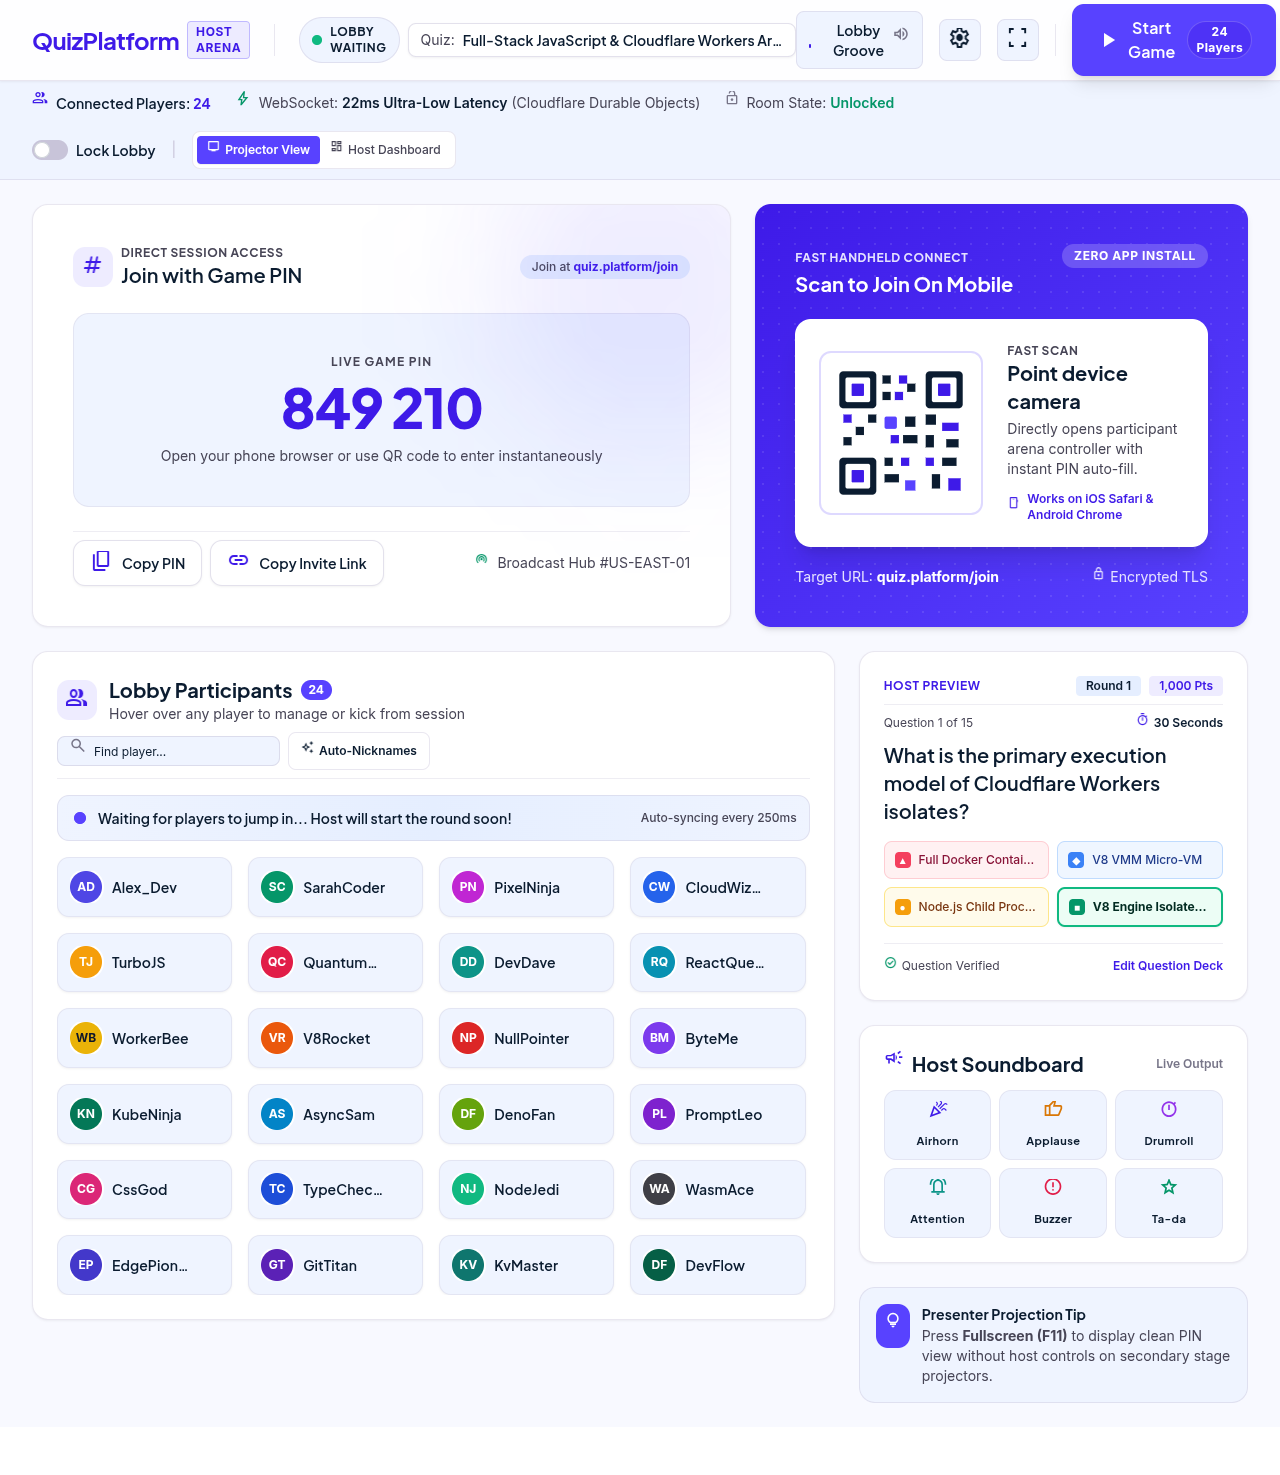 QuizPlatform
HOST
ARENA
LOBBY
WAITING
Quiz: Full-Stack JavaScript & Cloudflare Workers Ar...
Lobby
Groove
Start
Game
24
Players
Connected Players: 24
WebSocket: 22ms Ultra-Low Latency (Cloudflare Durable Objects)
Room State: Unlocked
Lock Lobby
Projector View
Host Dashboard
DIRECT SESSION ACCESS
Join with Game PIN
Join at quiz.platform/join
LIVE GAME PIN
849 210
Open your phone browser or use QR code to enter instantaneously
Copy PIN
Copy Invite Link
Broadcast Hub #US-EAST-01
FAST HANDHELD CONNECT
Scan to Join On Mobile
ZERO APP INSTALL
FAST SCAN
Point device
camera
Directly opens participant
arena controller with
instant PIN auto-fill.
Works on iOS Safari &
Android Chrome
Target URL: quiz.platform/join
Encrypted TLS
Lobby Participants 24
Hover over any player to manage or kick from session
Find player...
Auto-Nicknames
Waiting for players to jump in... Host will start the round soon!
Auto-syncing every 250ms
AD Alex_Dev
SC SarahCoder
PN PixelNinja
CW CloudWiz...
TJ TurboJS
QC Quantum...
DD DevDave
RQ ReactQue...
WB WorkerBee
VR V8Rocket
NP NullPointer
BM ByteMe
KN KubeNinja
AS AsyncSam
DF DenoFan
PL PromptLeo
CG CssGod
TC TypeChec...
NJ NodeJedi
WA WasmAce
EP EdgePion...
GT GitTitan
KV KvMaster
DF DevFlow
HOST PREVIEW
Round 1
1,000 Pts
Question 1 of 15
30 Seconds
What is the primary execution
model of Cloudflare Workers
isolates?
Full Docker Contai...
V8 VMM Micro-VM
Node.js Child Proc...
V8 Engine Isolate...
Question Verified
Edit Question Deck
Host Soundboard
Live Output
Airhorn
Applause
Drumroll
Attention
Buzzer
Ta-da
Presenter Projection Tip
Press Fullscreen (F11) to display clean PIN
view without host controls on secondary stage
projectors.